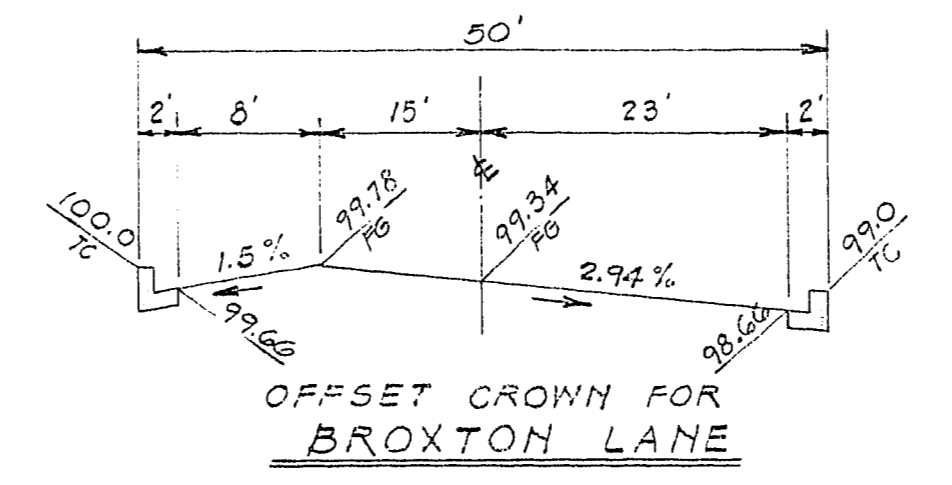 50'
2' 8' 15' 23' 2'
℄
100.0
TC
99.78
FG
99.34
FG
99.0
TC
1.5%
2.94%
99.66
98.66
OFFSET CROWN FOR
BROXTON LANE